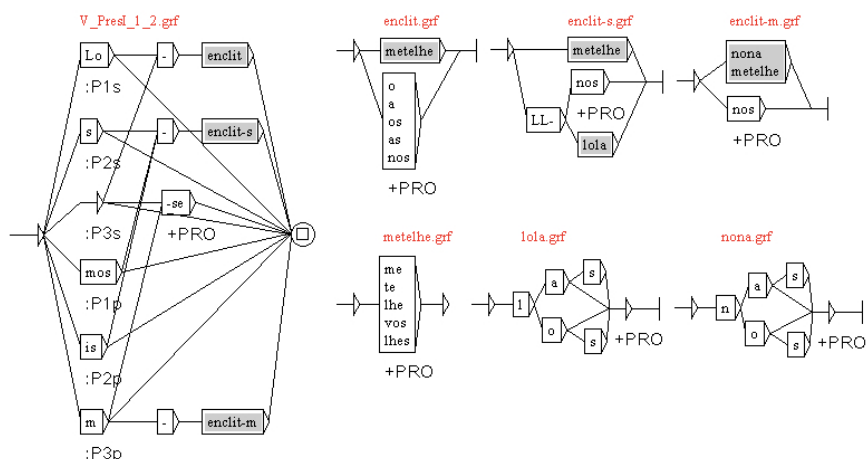 V_PresI_1_2.grf
Lo - enclit
:P1s
s - enclit-s
:P2s
-se
:P3s +PRO
mos
:P1p
is
:P2p
m - enclit-m
:P3p
enclit.grf
metelhe
o
a
os
as
nos
+PRO
enclit-s.grf
metelhe
nos
LL- +PRO
lola
enclit-m.grf
nona
metelhe
nos
+PRO
metelhe.grf
me
te
lhe
vos
lhes
+PRO
lola.grf
a s
l
o s +PRO
nona.grf
a s
n
o s +PRO